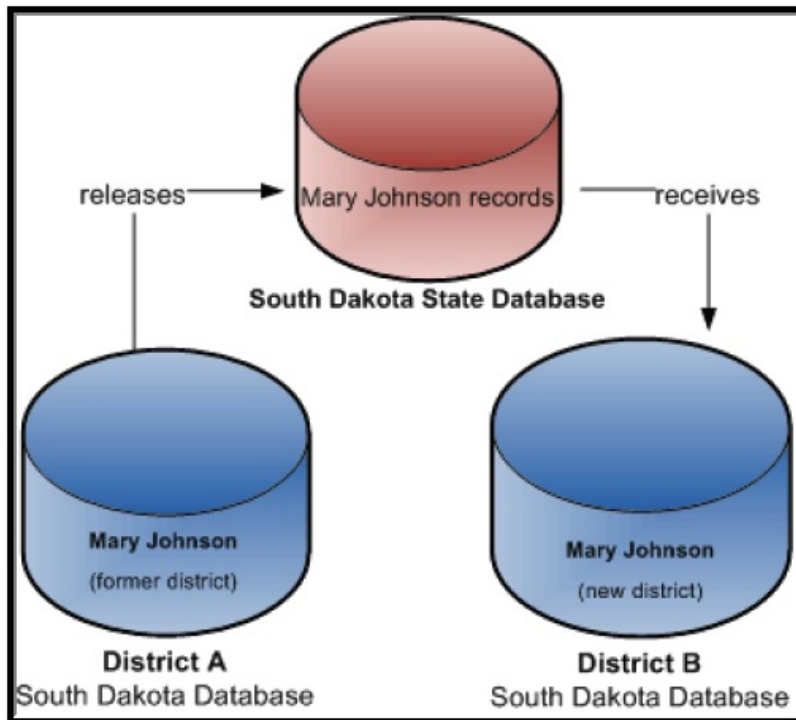 releases
Mary Johnson records
receives
South Dakota State Database
Mary Johnson
(former district)
District A
South Dakota Database
Mary Johnson
(new district)
District B
South Dakota Database